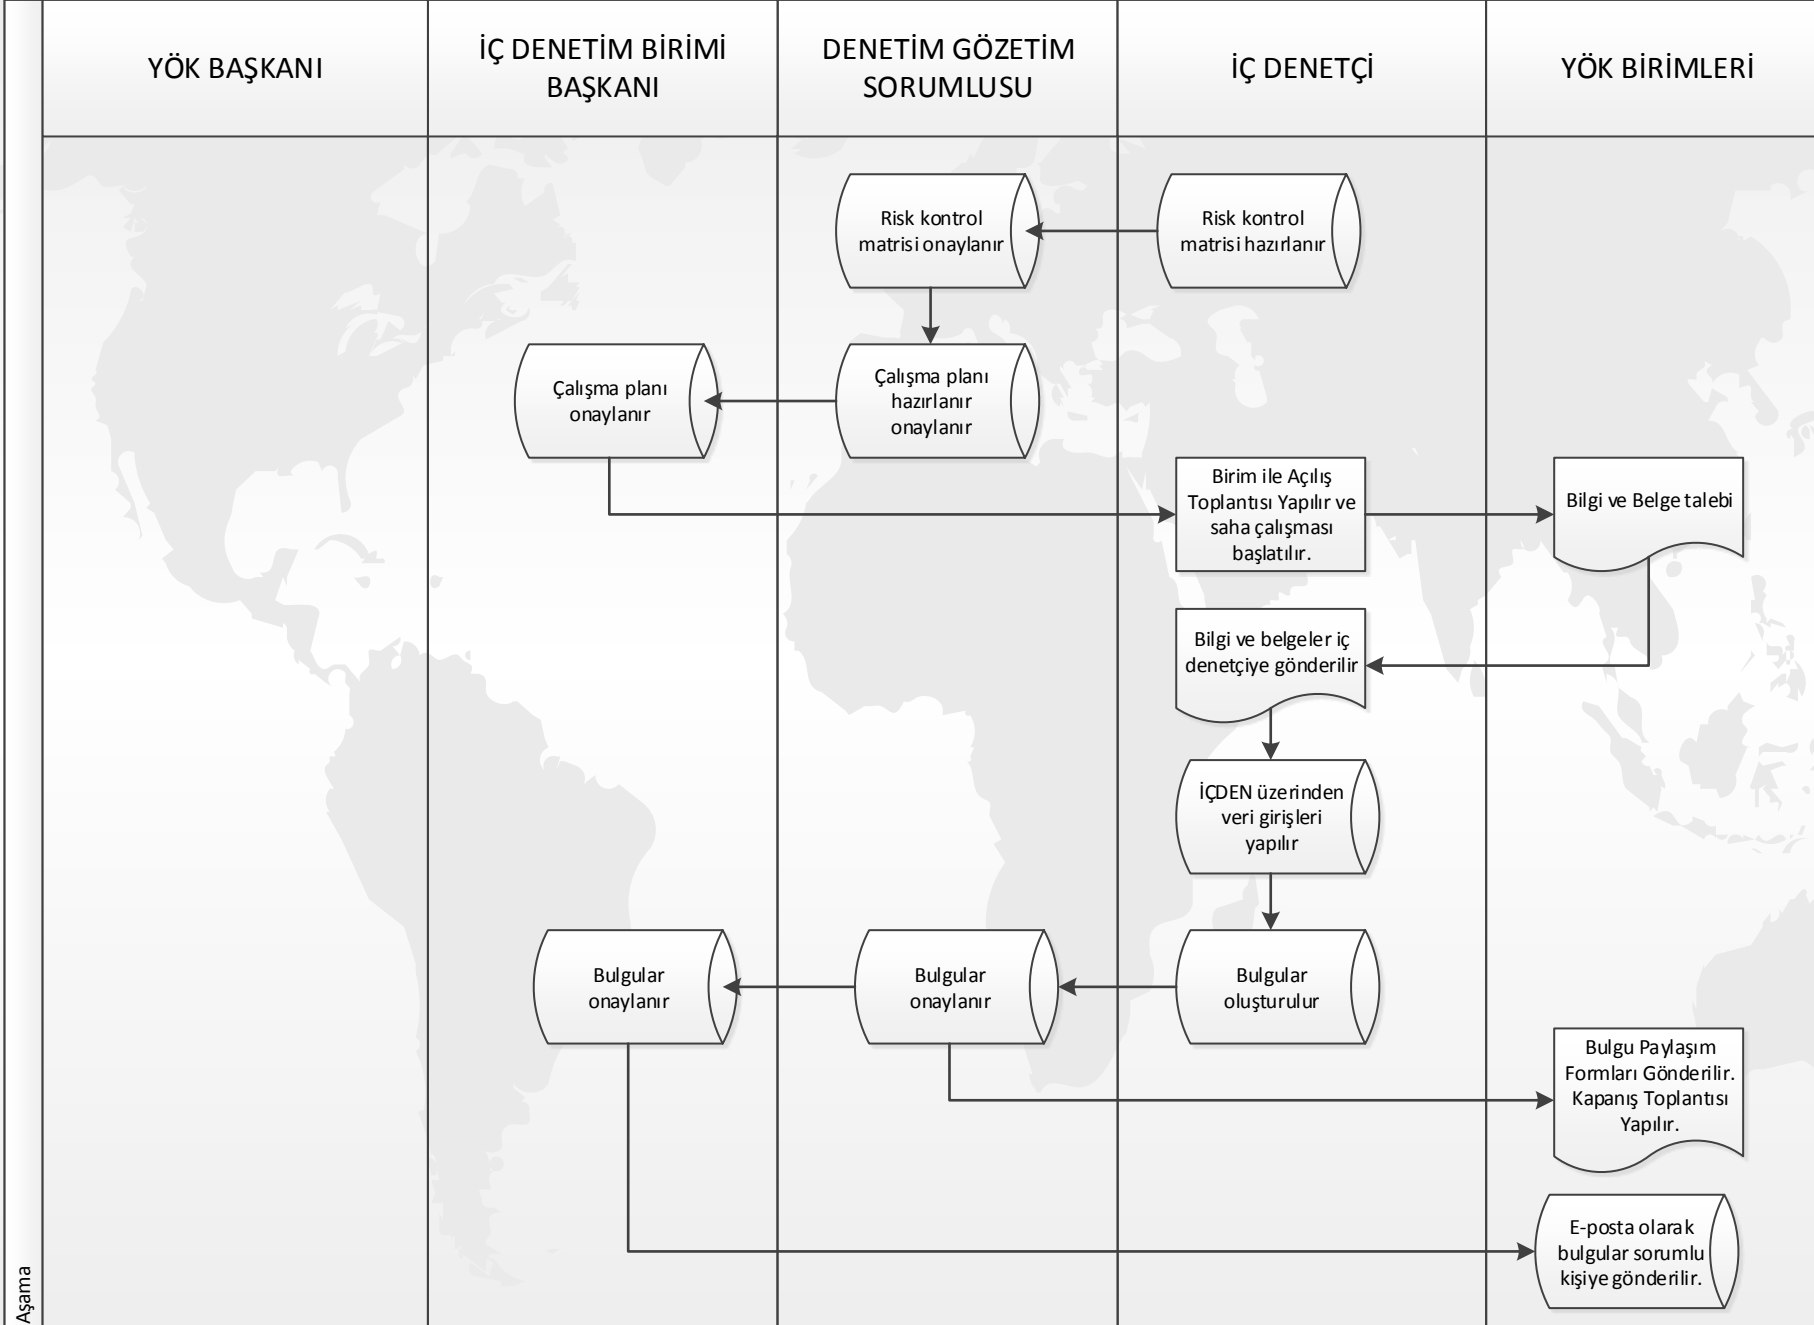 YÖK BAŞKANI
İÇ DENETİM BİRİMİ
BAŞKANI
DENETİM GÖZETİM
SORUMLUSU
İÇ DENETÇİ
YÖK BİRİMLERİ
Risk kontrol
matrisi onaylanır
Risk kontrol
matrisi hazırlanır
Çalışma planı
onaylanır
Çalışma planı
hazırlanır
onaylanır
Birim ile Açılış
Toplantısı Yapılır ve
saha çalışması
başlatılır.
Bilgi ve Belge talebi
Bilgi ve belgeler iç
denetçiye gönderilir
İÇDEN üzerinden
veri girişleri
yapılır
Bulgular
onaylanır
Bulgular
onaylanır
Bulgular
oluşturulur
Bulgu Paylaşım
Formları Gönderilir.
Kapanış Toplantısı
Yapılır.
E-posta olarak
bulgular sorumlu
kişiye gönderilir.
Aşama